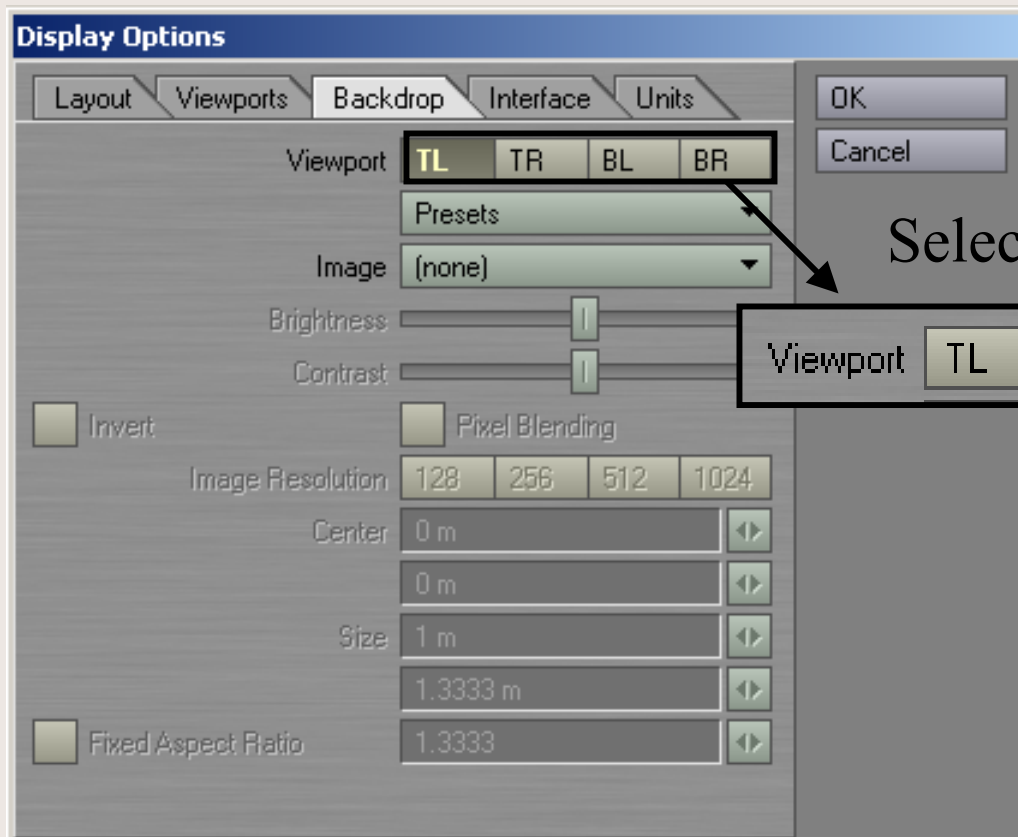 Display Options
Layout Viewports Backdrop Interface Units
OK
Viewport TL TR BL BR
Cancel
Presets
Image (none)
Brightness
Contrast
Viewport TL
Invert Pixel Blending
Image Resolution 128 256 512 1024
Center 0 m
0 m
Size 1 m
1.3333 m
Fixed Aspect Ratio 1.3333